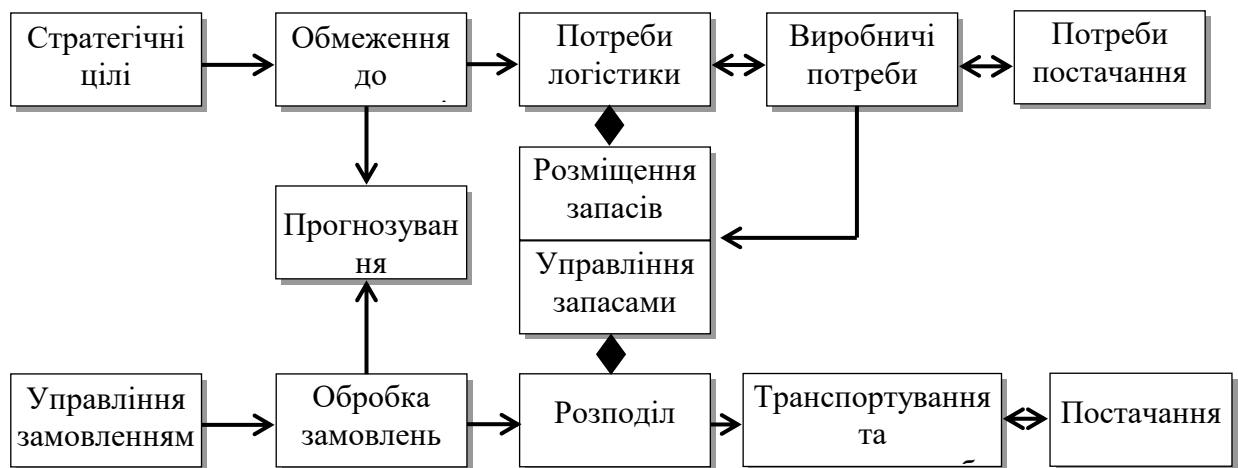 Стратегічні
цілі
Обмеження
до
Потреби
логістики
Виробничі
потреби
Потреби
постачання
Розміщення
запасів
Прогнозуван
ня
Управління
запасами
Управління
замовленням
Обробка
замовлень
Розподіл
Транспортування
та
Постачання